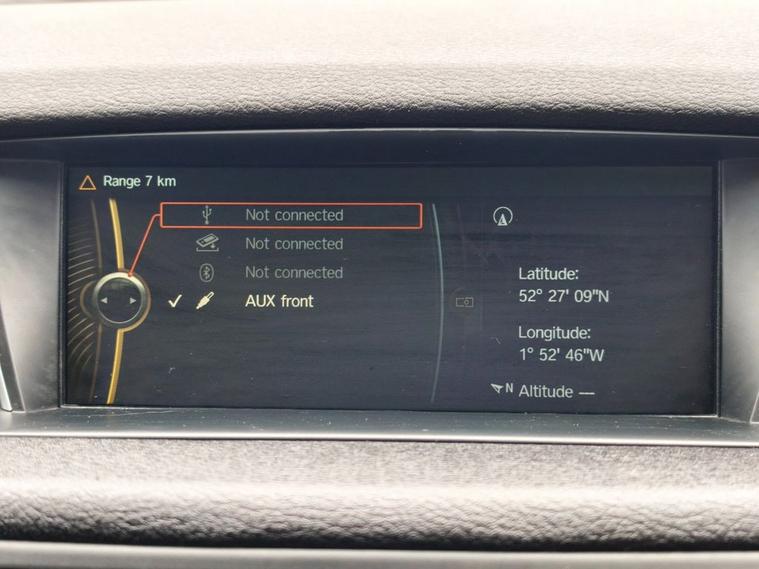 Range 7 km
Not connected
Not connected
Not connected
AUX front
Latitude:
52° 27' 09"N
Longitude:
1° 52' 46"W
N Altitude ---